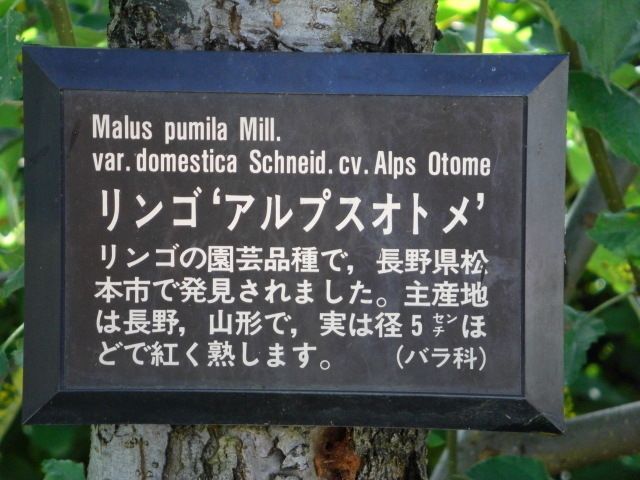 Malus pumila Mill.
var. domestica Schneid. cv. Alps Otome
リンゴ‘アルプスオトメ’
リンゴの園芸品種で，長野県松
本市で発見されました。主産地
は長野，山形で，実は径5センチほ
どで紅く熟します。　（バラ科）